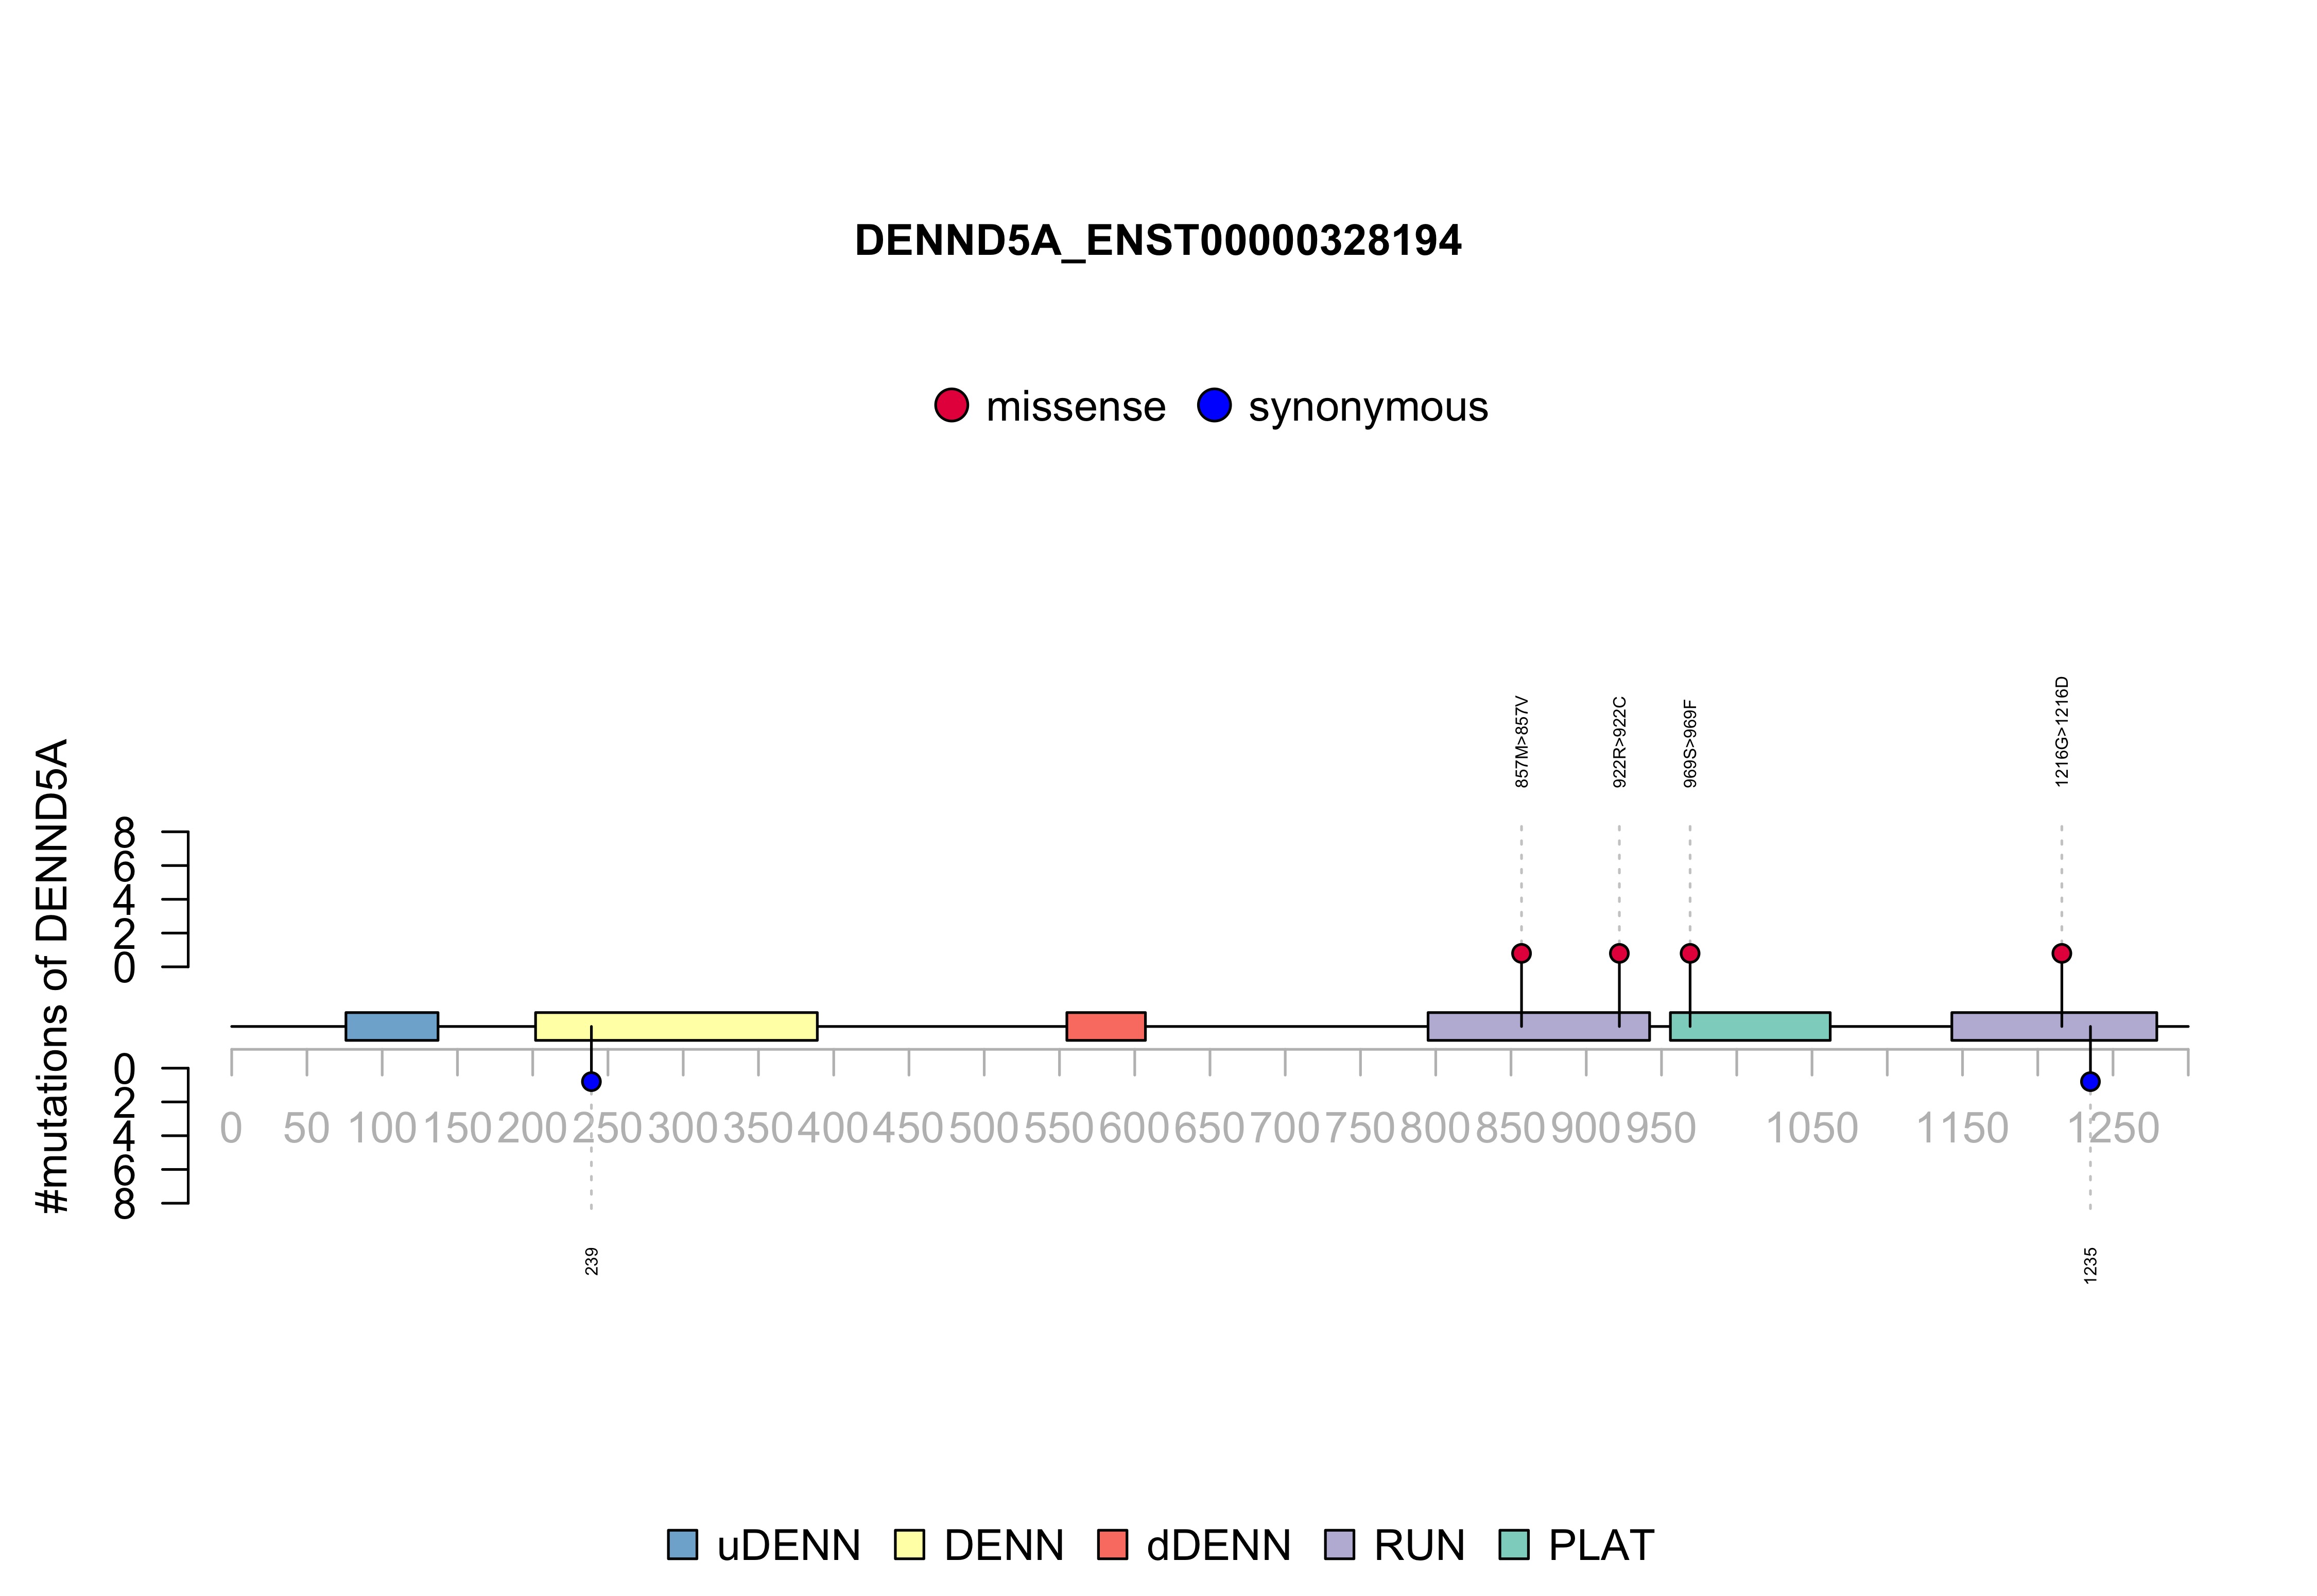 DENND5A_ENST00000328194
missense synonymous
857M>857V
922R>922C
969S>969F
1216G>1216D
#mutations of DENND5A
8
6
4
2
0
0
2
4
6
8
0 50 100 150 200 250 300 350 400 450 500 550 600 650 700 750 800 850 900 950 1050 1150 1250
239
1235
uDENN DENN dDENN RUN PLAT